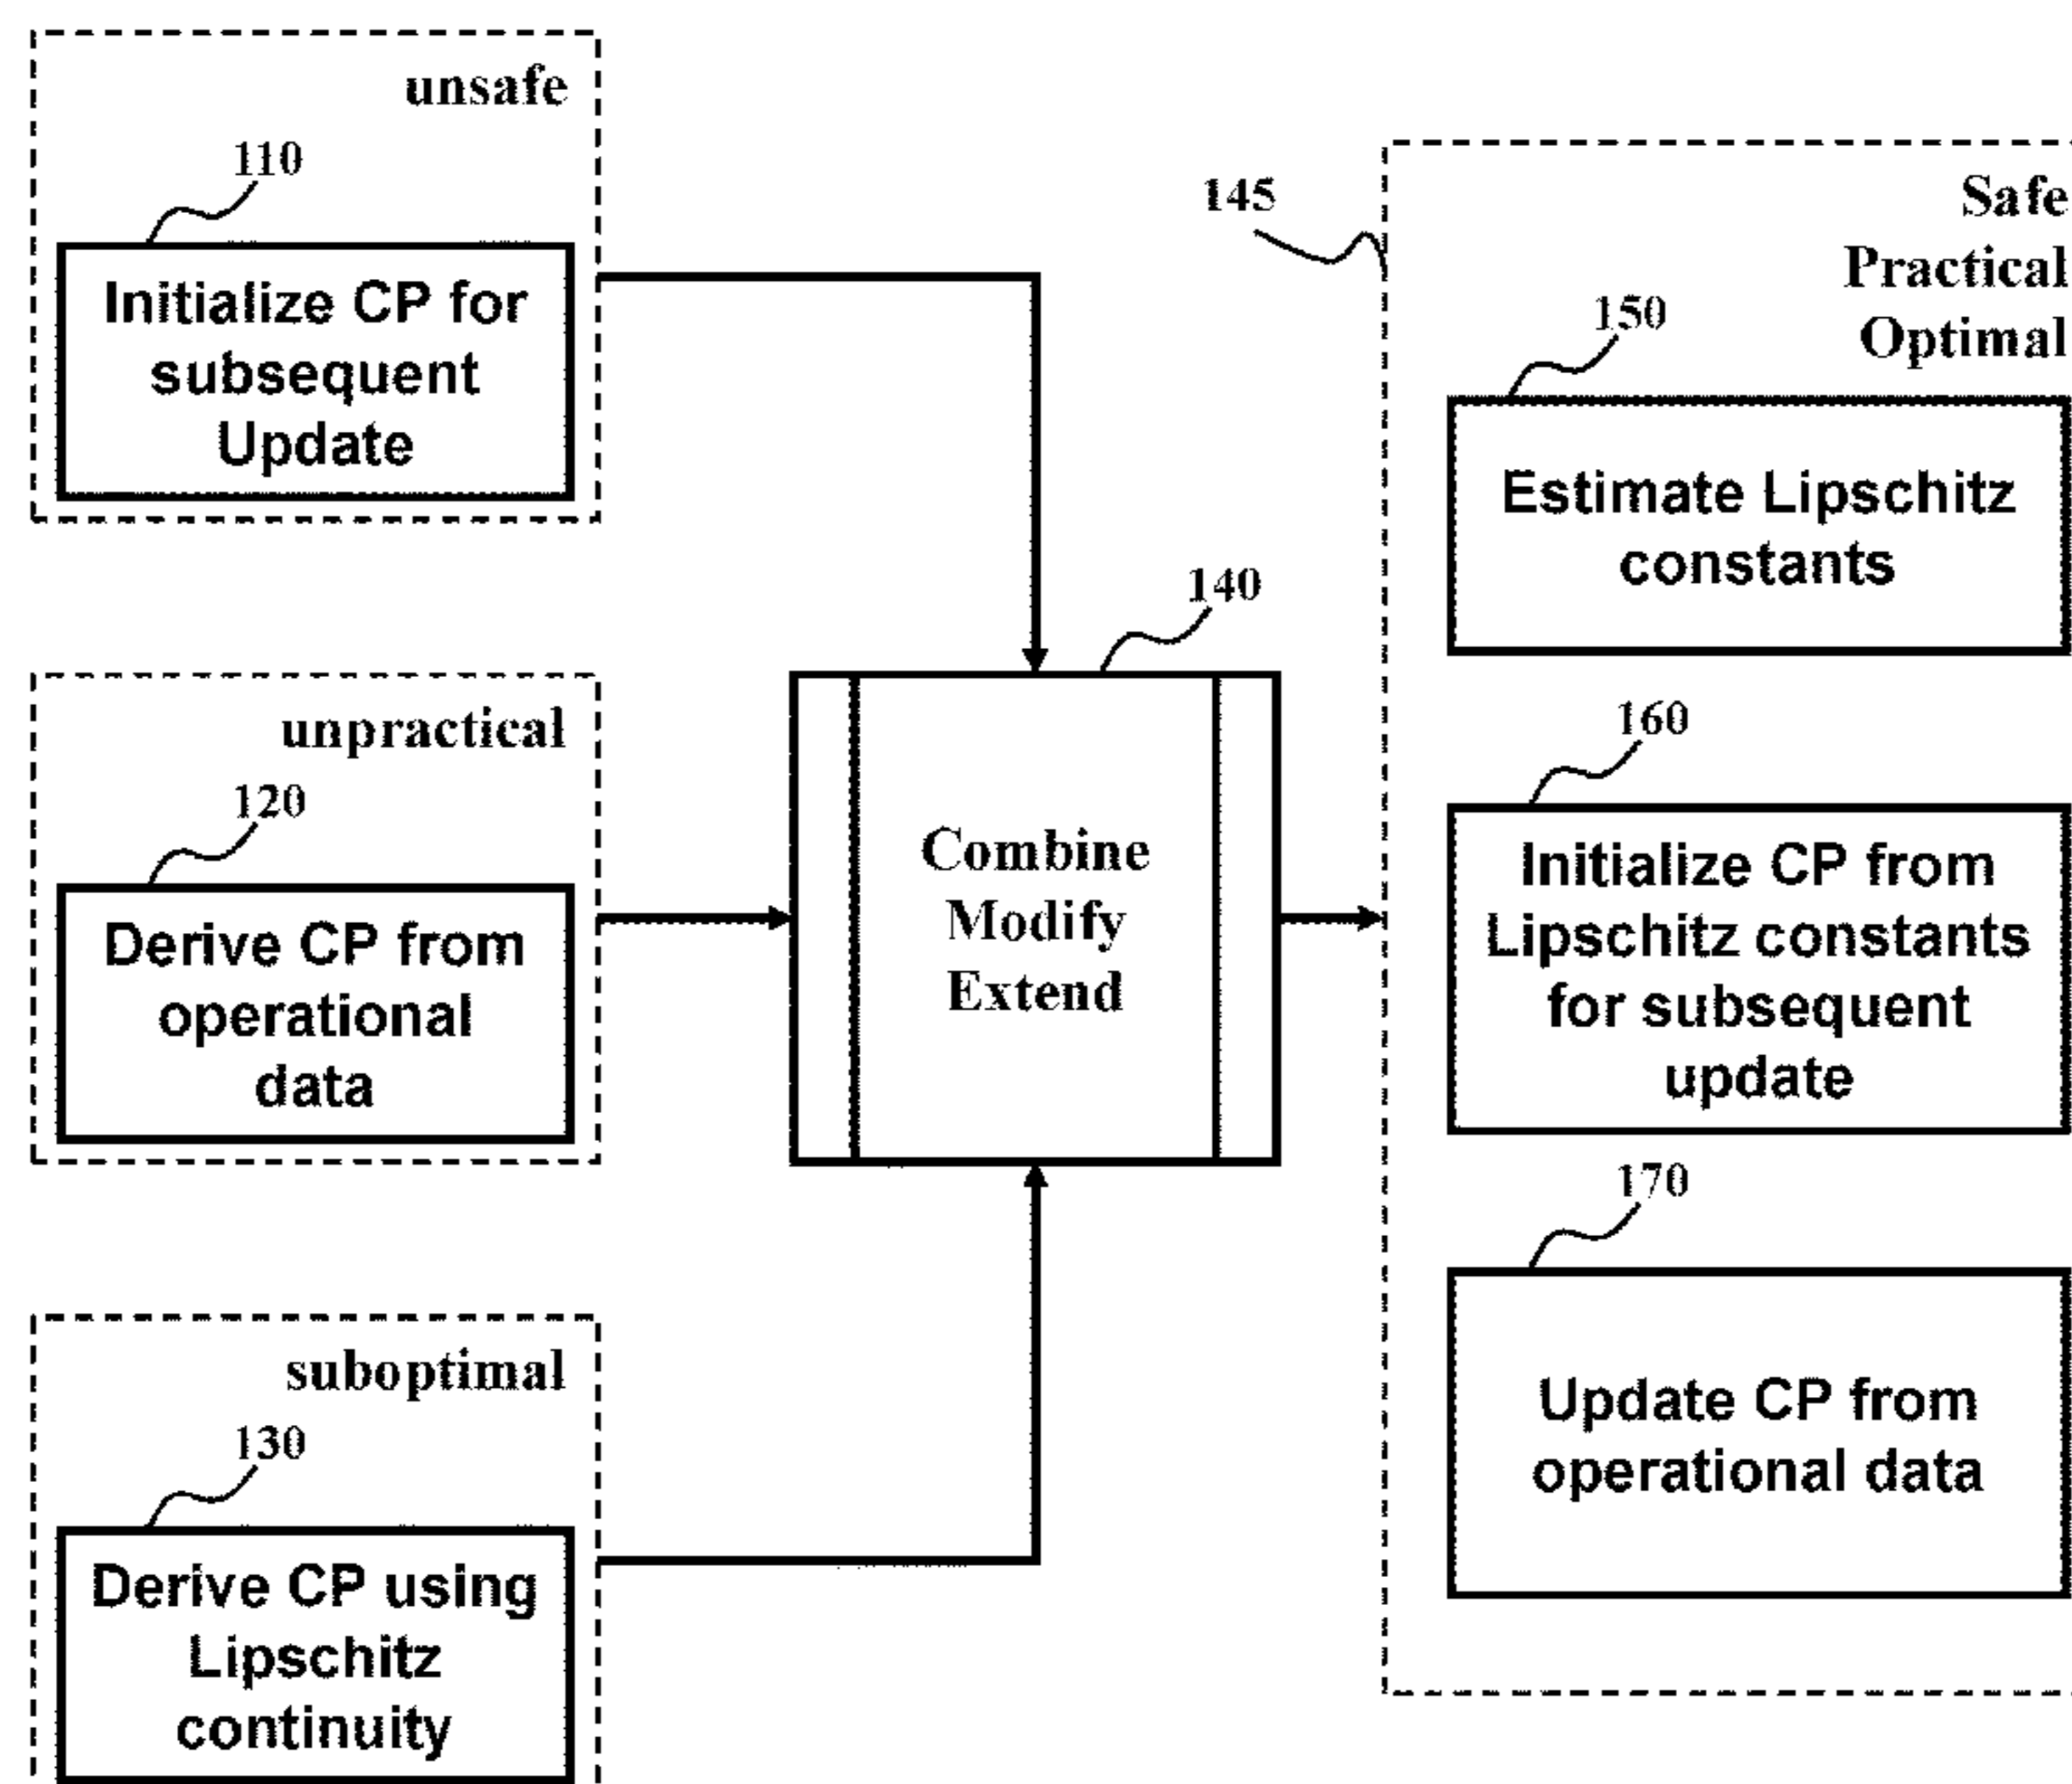 unsafe
110
Initialize CP for
subsequent
Update
unpractical
120
Derive CP from
operational
data
suboptimal
130
Derive CP using
Lipschitz
continuity
140
Combine
Modify
Extend
145
Safe
Practical
Optimal
150
Estimate Lipschitz
constants
160
Initialize CP from
Lipschitz constants
for subsequent
update
170
Update CP from
operational data